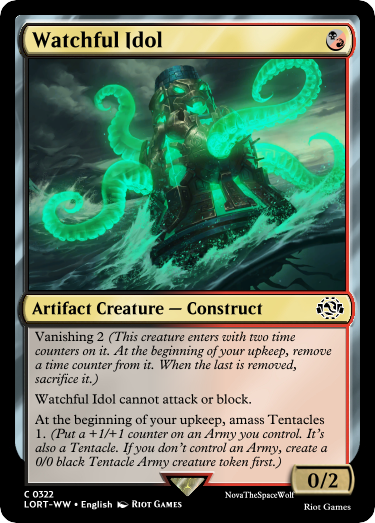 Watchful Idol
Artifact Creature — Construct
Vanishing 2 (This creature enters with two time
counters on it. At the beginning of your upkeep, remove
a time counter from it. When the last is removed,
sacrifice it.)
Watchful Idol cannot attack or block.
At the beginning of your upkeep, amass Tentacles
1. (Put a +1/+1 counter on an Army you control. It's
also a Tentacle. If you don't control an Army, create a
0/0 black Tentacle Army creature token first.)
0/2
C 0322
LORT-WW • English Riot Games
NovaTheSpaceWolf
Riot Games